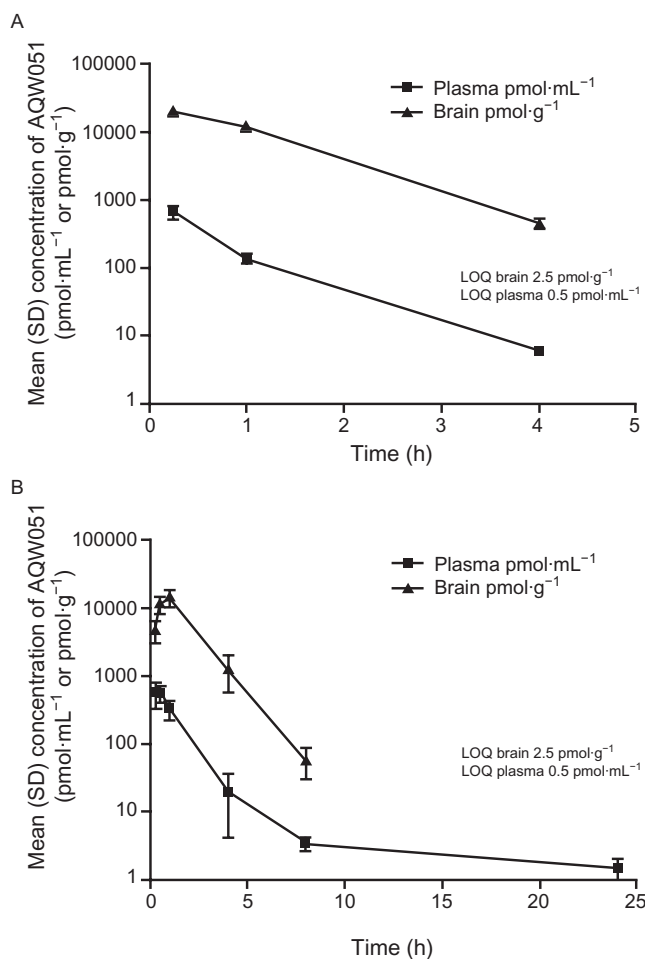 A
Mean (SD) concentration of AQW051
(pmol·mL⁻¹ or pmol·g⁻¹)
100000
10000
1000
100
10
1
Plasma pmol·mL⁻¹
Brain pmol·g⁻¹
LOQ brain 2.5 pmol·g⁻¹
LOQ plasma 0.5 pmol·mL⁻¹
0 1 2 3 4 5
Time (h)
B
Mean (SD) concentration of AQW051
(pmol·mL⁻¹ or pmol·g⁻¹)
100000
10000
1000
100
10
1
Plasma pmol·mL⁻¹
Brain pmol·g⁻¹
LOQ brain 2.5 pmol·g⁻¹
LOQ plasma 0.5 pmol·mL⁻¹
0 5 10 15 20 25
Time (h)